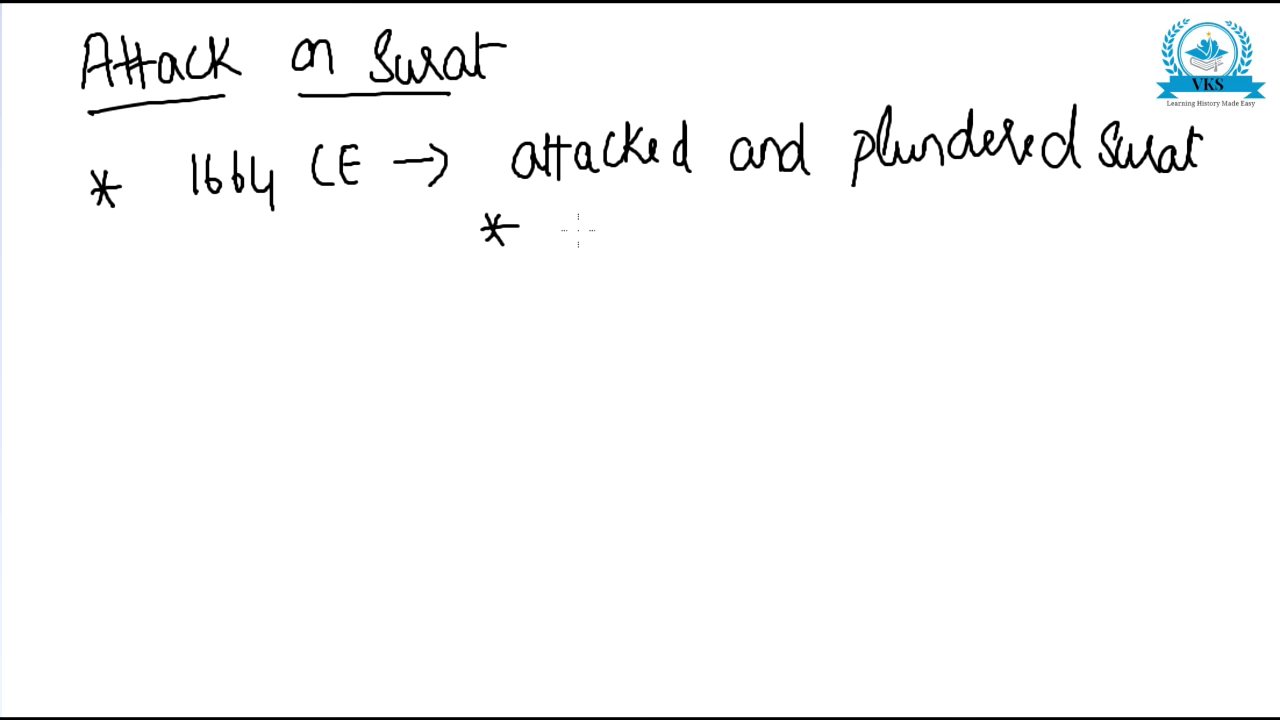 Attack on Surat
VKS
Learning History Made Easy
* 1664 CE → attacked and plundered Surat
*